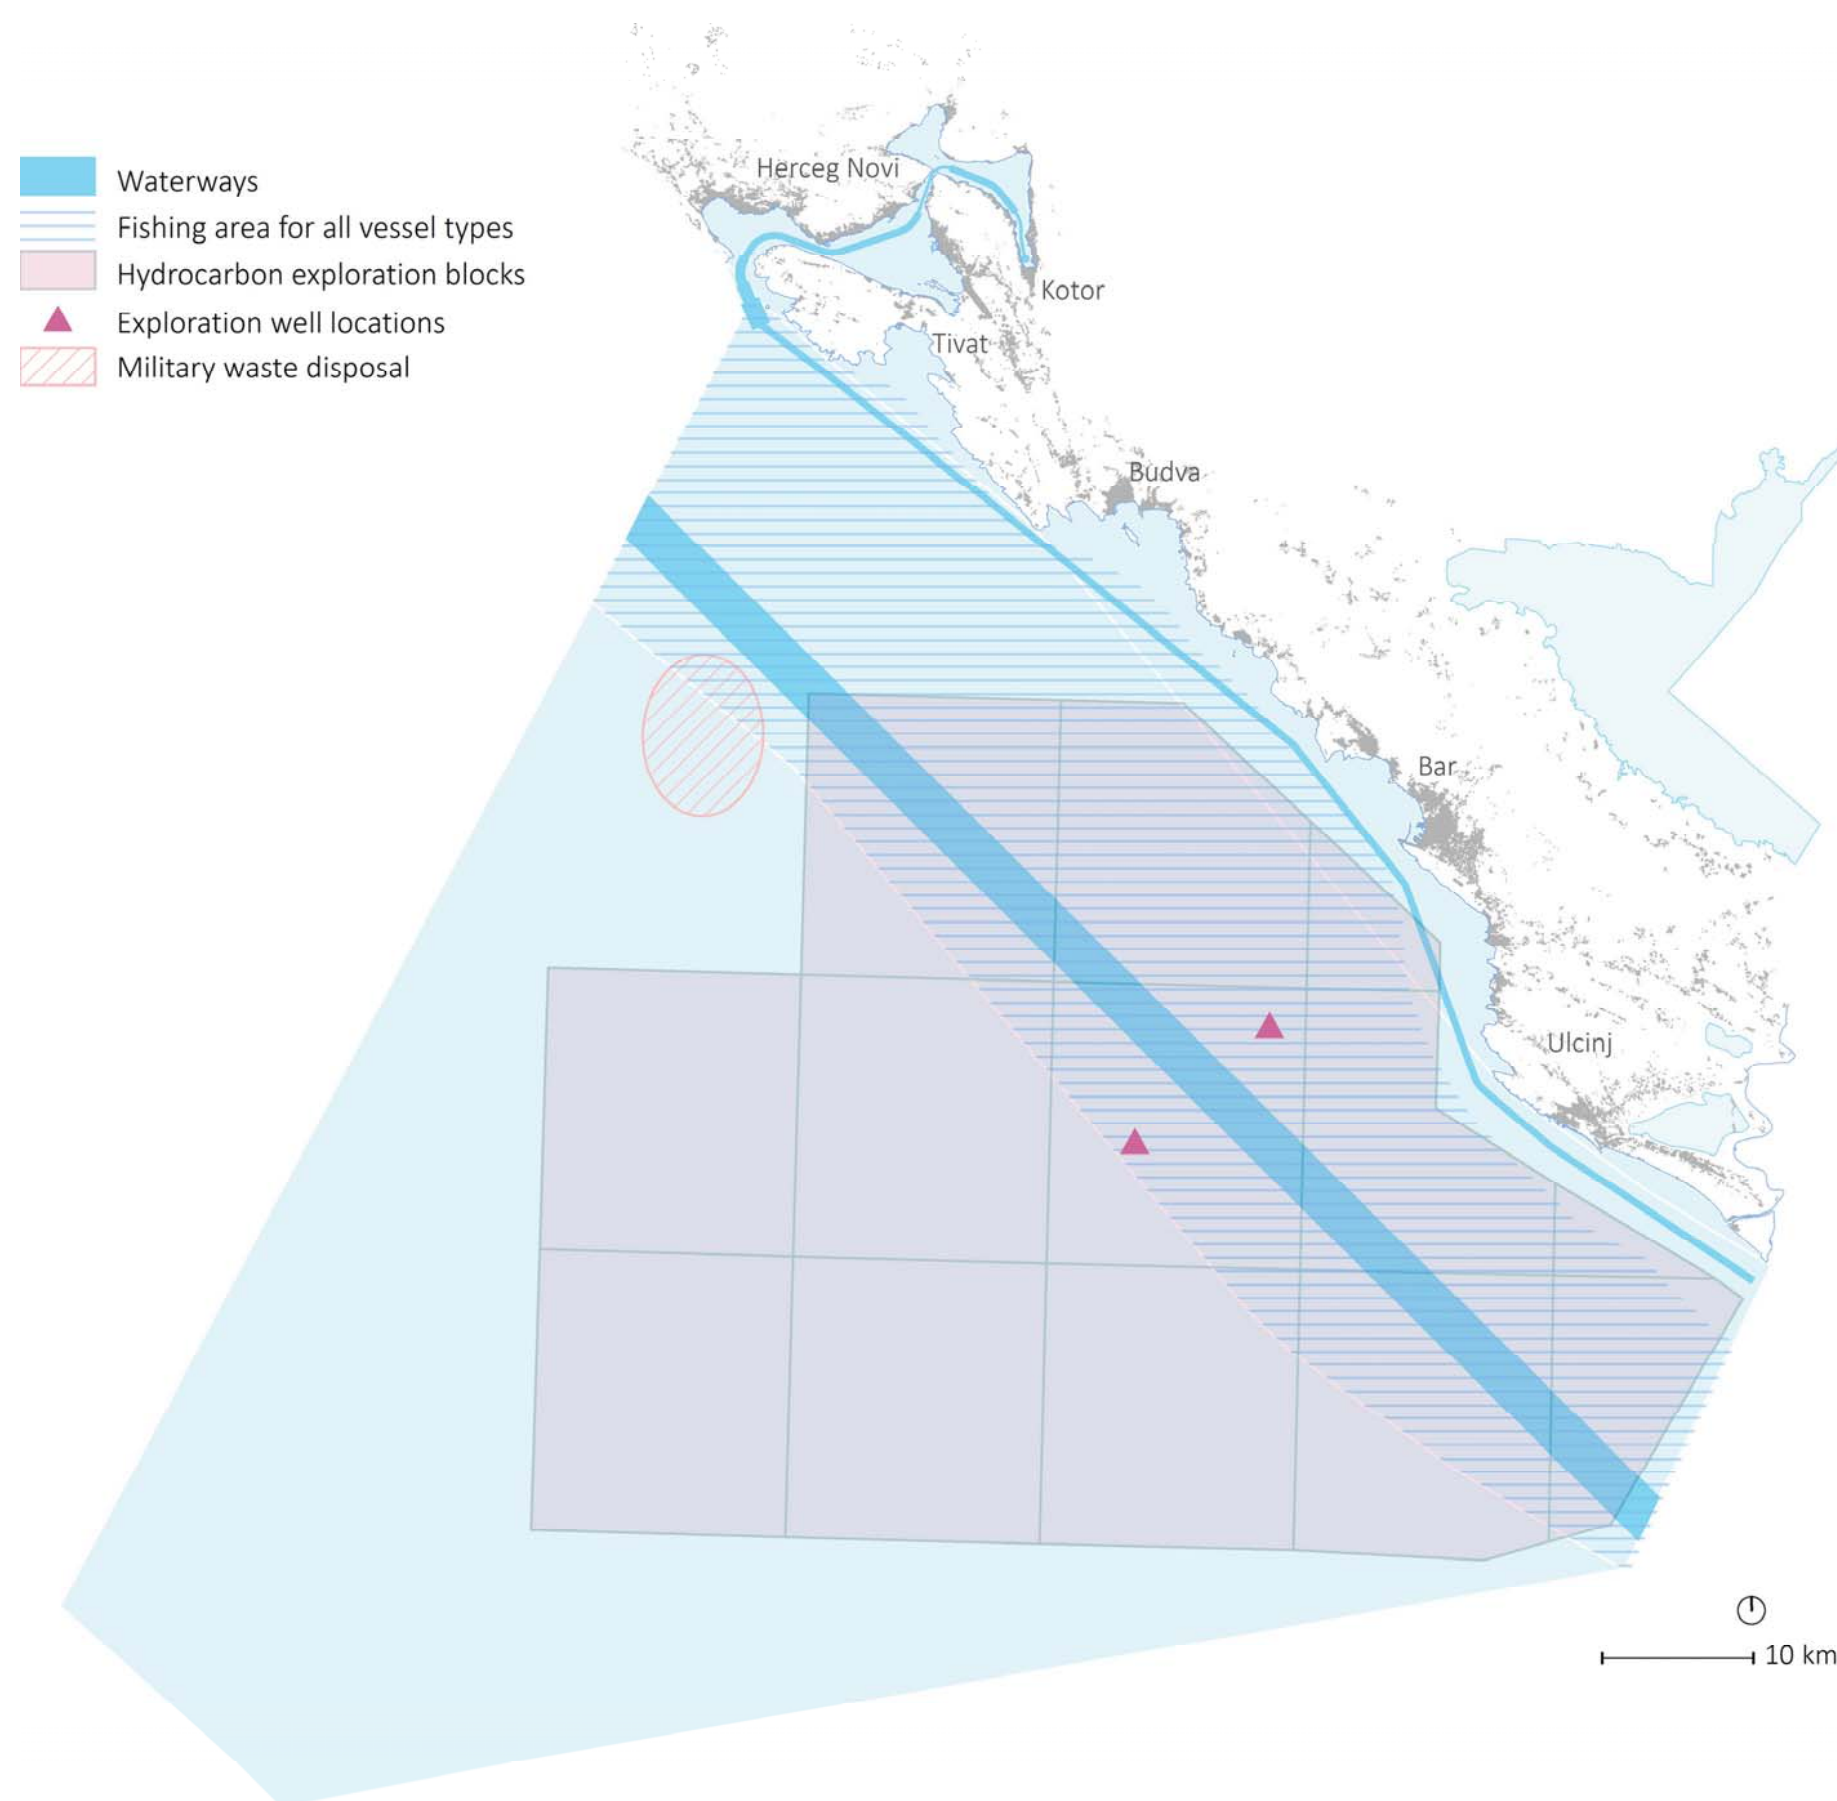 Waterways
Fishing area for all vessel types
Hydrocarbon exploration blocks
Exploration well locations
Military waste disposal
Herceg Novi
Kotor
Tivat
Budva
Bar
Ulcinj
10 km